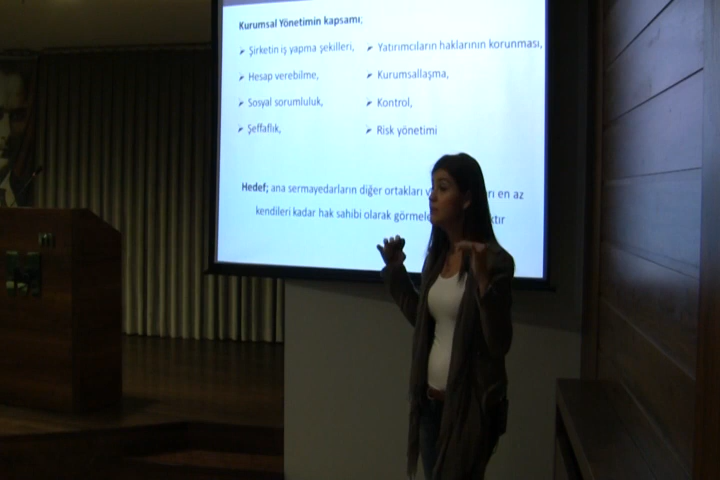 Kurumsal Yönetimin kapsamı;
➢ Şirketin iş yapma şekilleri, ➢ Yatırımcıların haklarının korunması,
➢ Hesap verebilme, ➢ Kurumsallaşma,
➢ Sosyal sorumluluk, ➢ Kontrol,
➢ Şeffaflık, ➢ Risk yönetimi
Hedef; ana sermayedarların diğer ortakları en az
kendileri kadar hak sahibi olarak